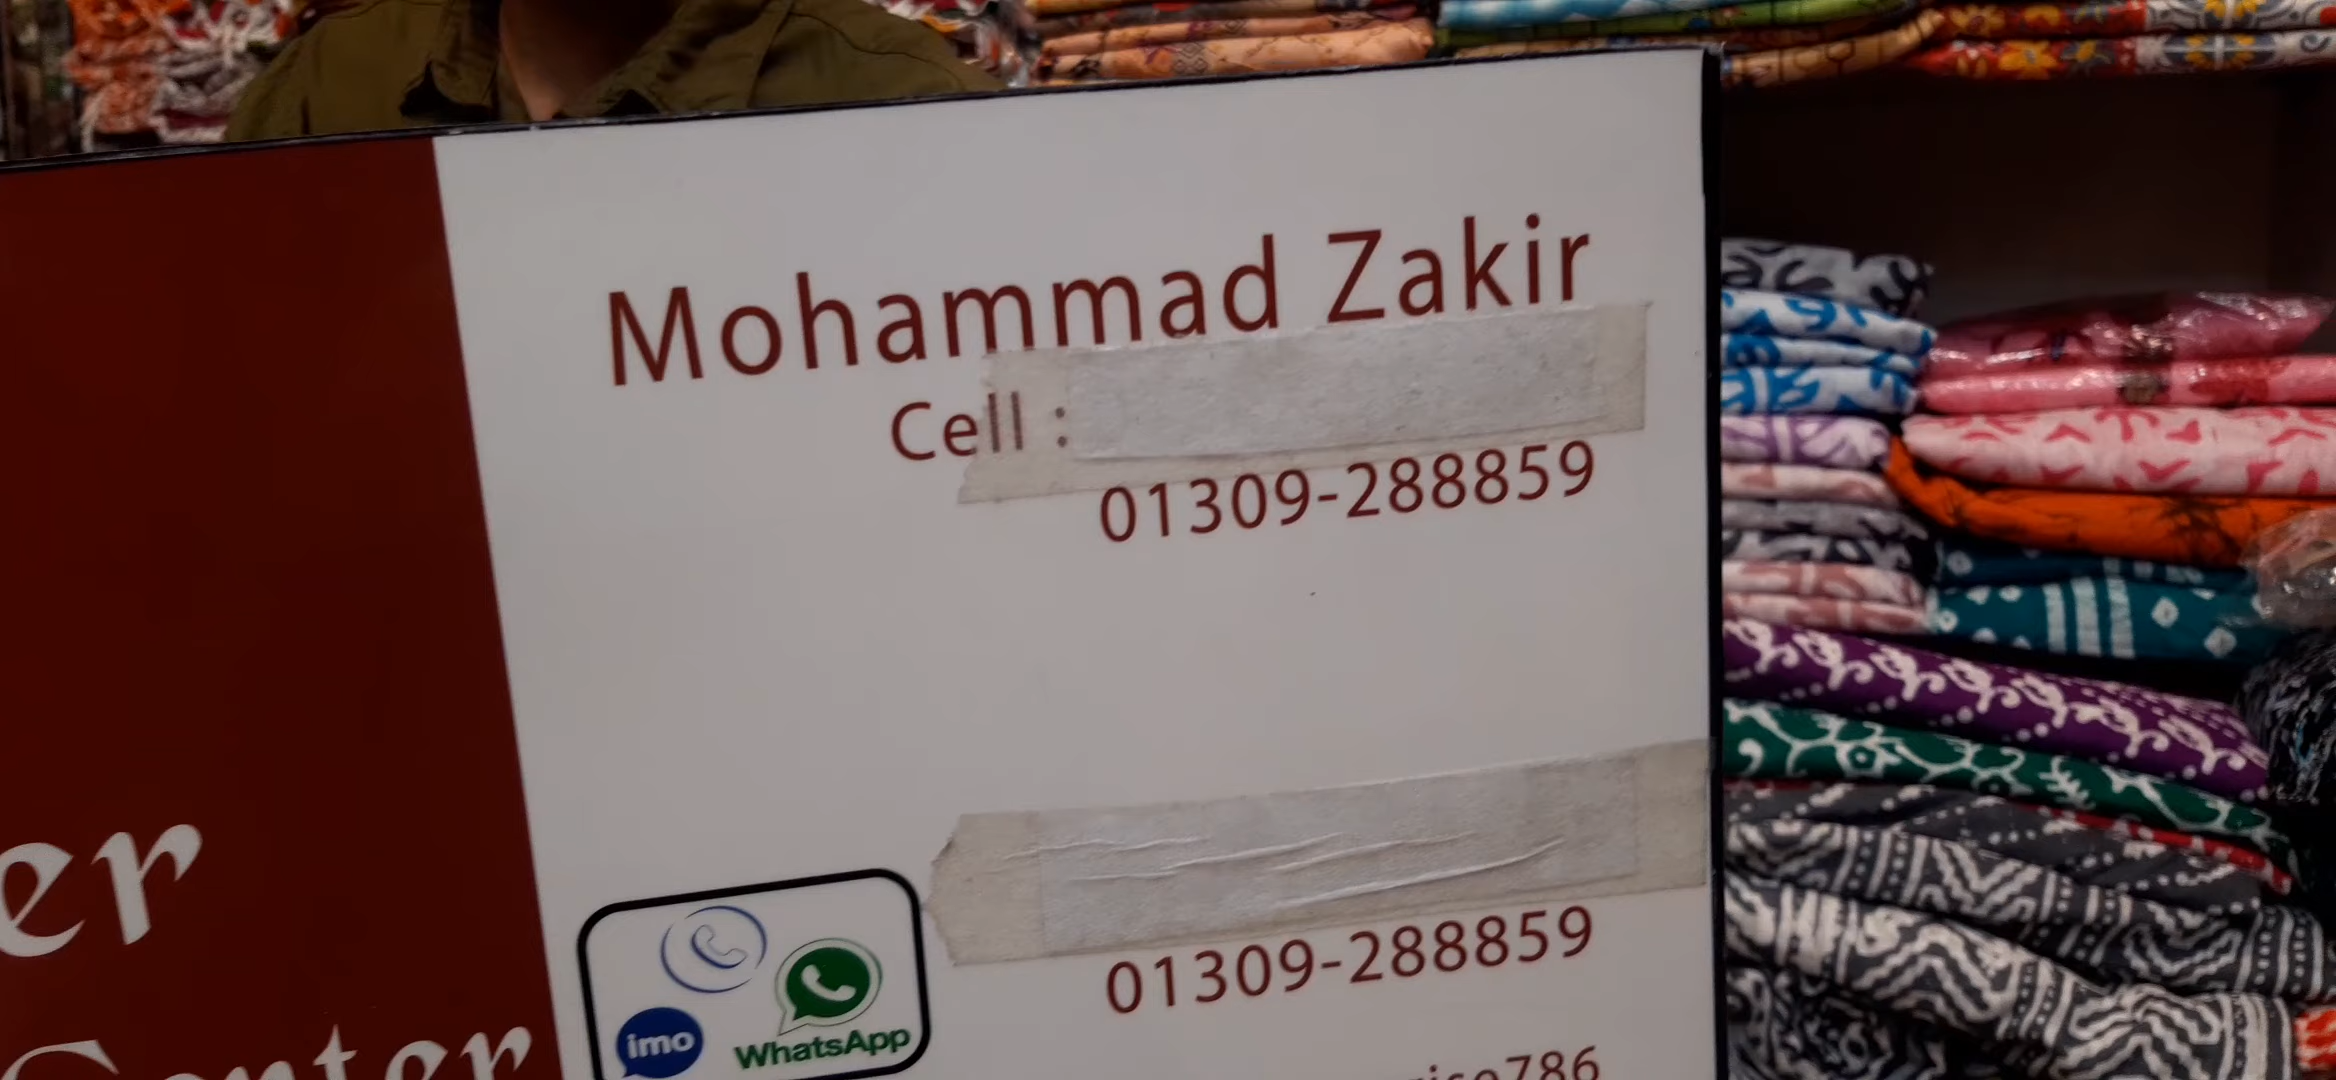 Mohammad Zakir
Cell :
01309-288859
01309-288859
imo
WhatsApp
er